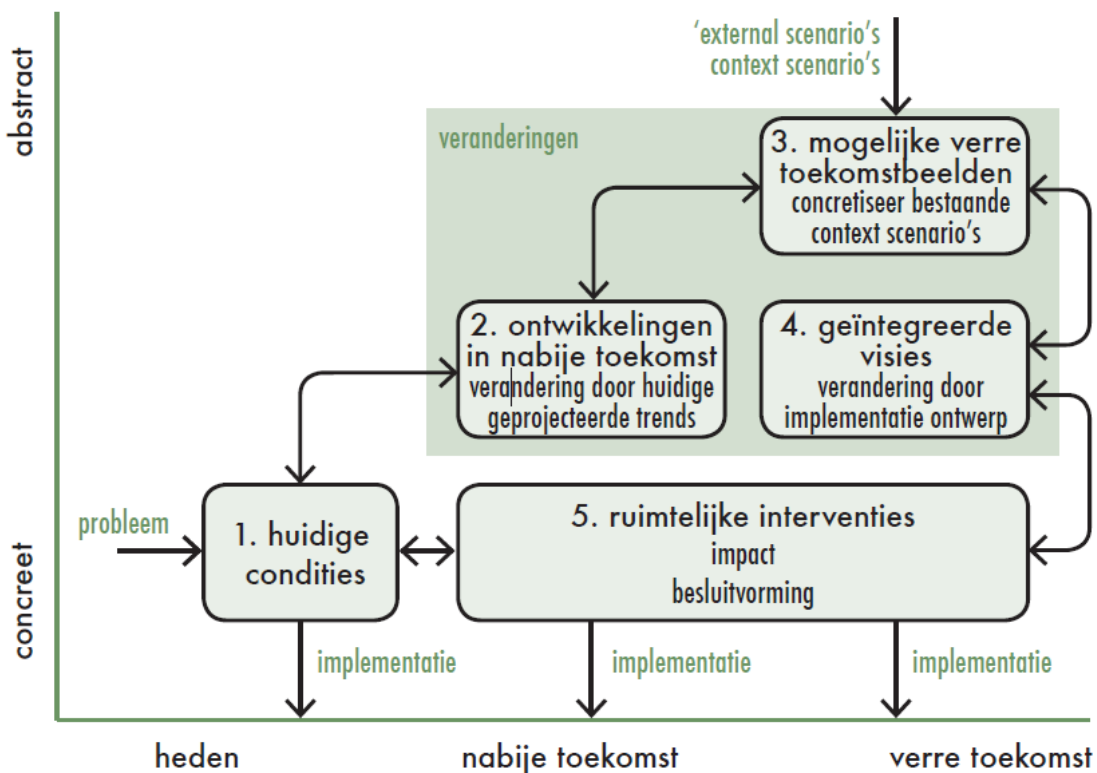 abstract
'external scenario's
context scenario's
veranderingen
3. mogelijke verre
toekomstbeelden
concretiseer bestaande
context scenario's
2. ontwikkelingen
in nabije toekomst
verandering door huidige
geprojecteerde trends
4. geïntegreerde
visies
verandering door
implementatie ontwerp
concreet
probleem
1. huidige
condities
5. ruimtelijke interventies
impact
besluitvorming
implementatie
implementatie
implementatie
heden
nabije toekomst
verre toekomst